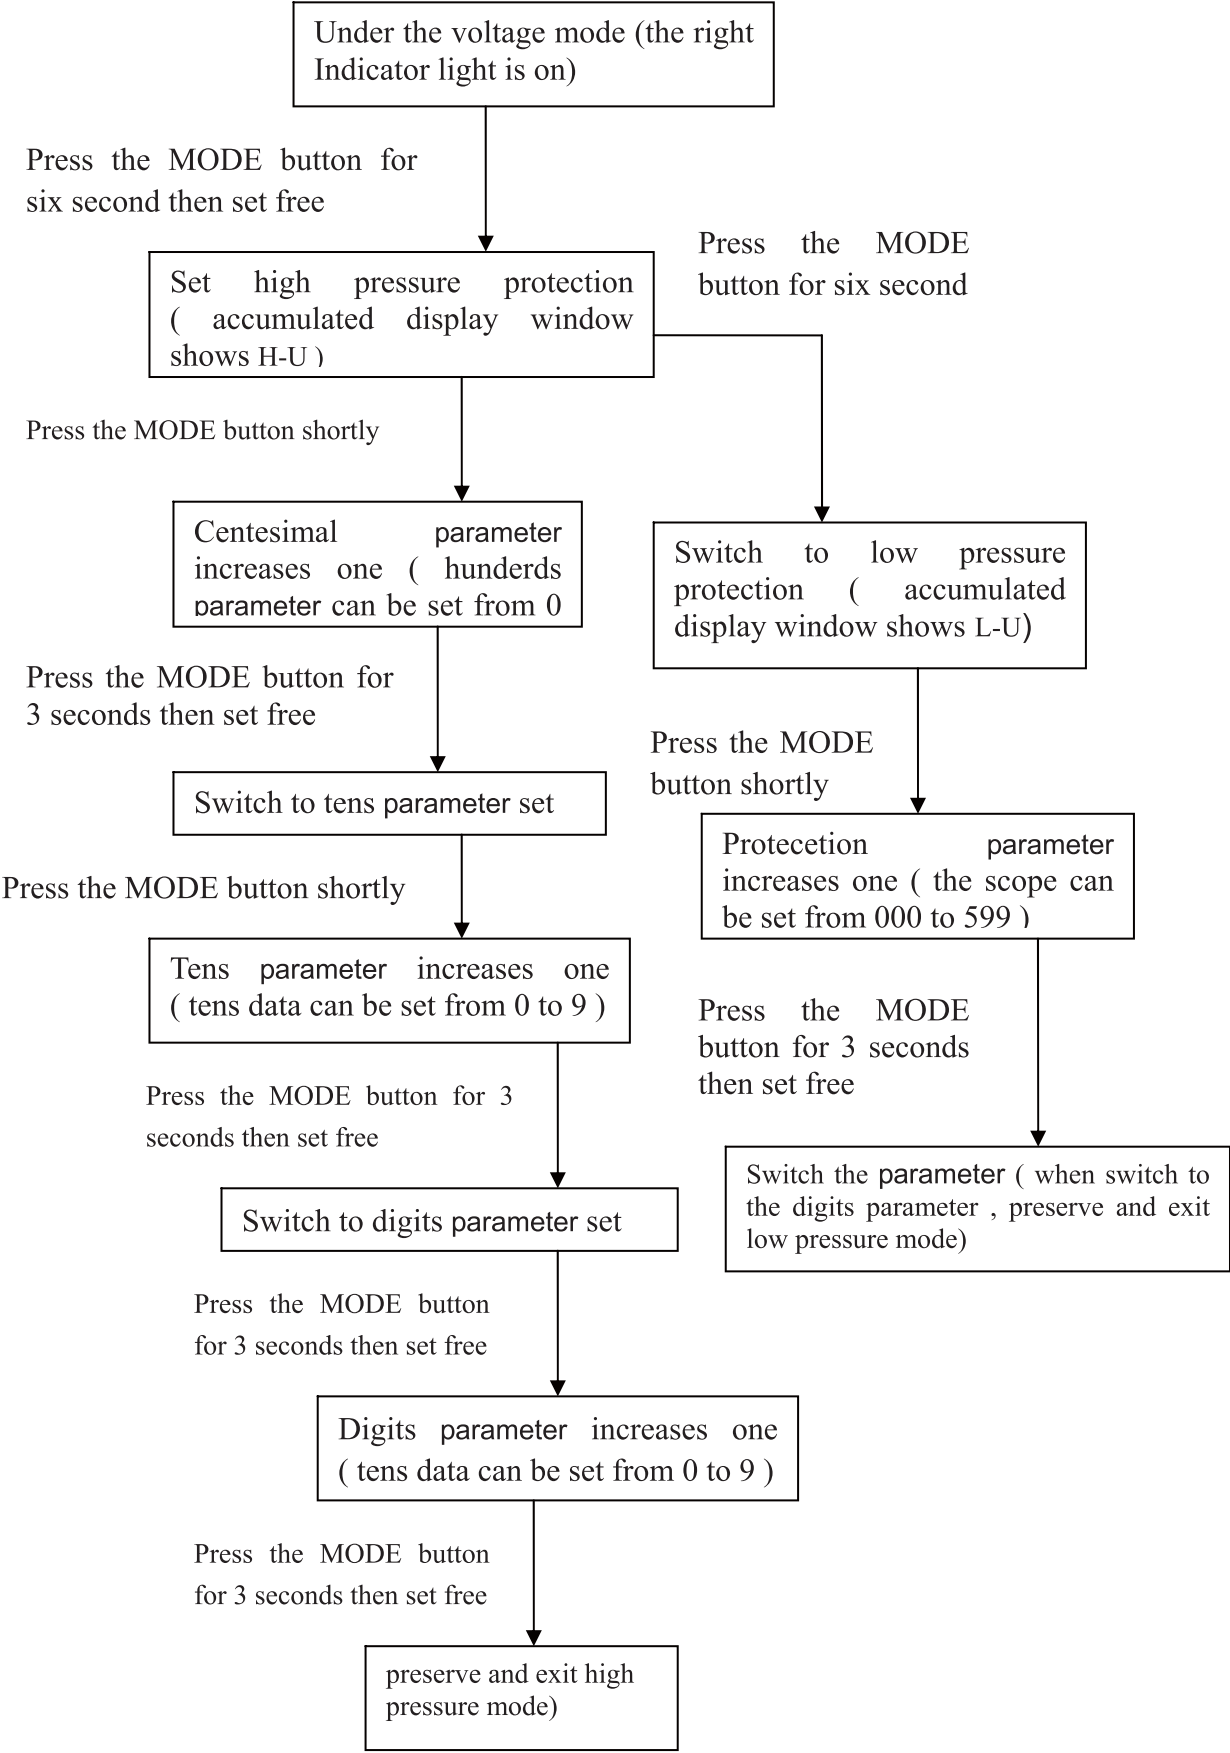 Under the voltage mode (the right
Indicator light is on)
Press the MODE button for
six second then set free
Set high pressure protection
( accumulated display window
shows H-U )
Press the MODE
button for six second
Press the MODE button shortly
Centesimal parameter
increases one ( hunderds
parameter can be set from 0
Switch to low pressure
protection ( accumulated
display window shows L-U)
Press the MODE button for
3 seconds then set free
Press the MODE
button shortly
Switch to tens parameter set
Protecetion parameter
increases one ( the scope can
be set from 000 to 599 )
Press the MODE button shortly
Tens parameter increases one
( tens data can be set from 0 to 9 )
Press the MODE
button for 3 seconds
then set free
Press the MODE button for 3
seconds then set free
Switch the parameter ( when switch to
the digits parameter , preserve and exit
low pressure mode)
Switch to digits parameter set
Press the MODE button
for 3 seconds then set free
Digits parameter increases one
( tens data can be set from 0 to 9 )
Press the MODE button
for 3 seconds then set free
preserve and exit high
pressure mode)